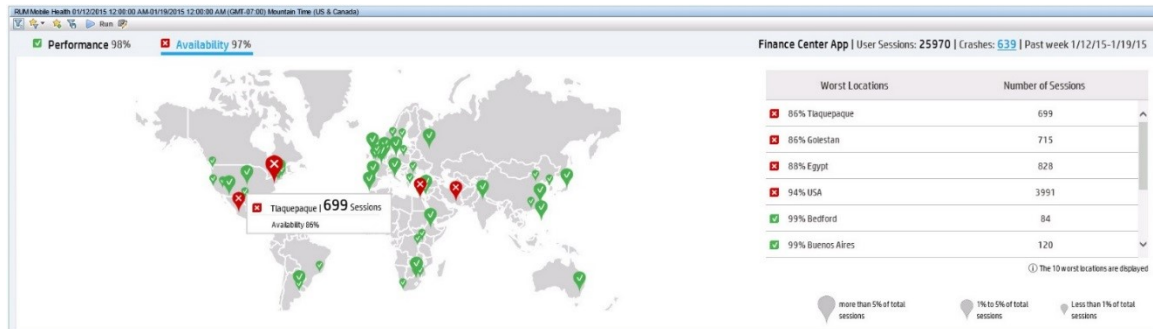 RUM Mobile Health 01/12/2015 12:00:00 AM-01/19/2015 12:00:00 AM (GMT-07:00) Mountain Time (US & Canada)
Run
Performance 98%
Availability 97%
Finance Center App | User Sessions: 25970 | Crashes: 639 | Past week 1/12/15-1/19/15
Worst Locations Number of Sessions
86% Tlaquepaque 699
86% Golestan 715
88% Egypt 828
94% USA 3991
99% Bedford 84
99% Buenos Aires 120
The 10 worst locations are displayed
Tlaquepaque | 699 Sessions
Availability 86%
more than 5% of total
sessions
1% to 5% of total
sessions
Less than 1% of total
sessions